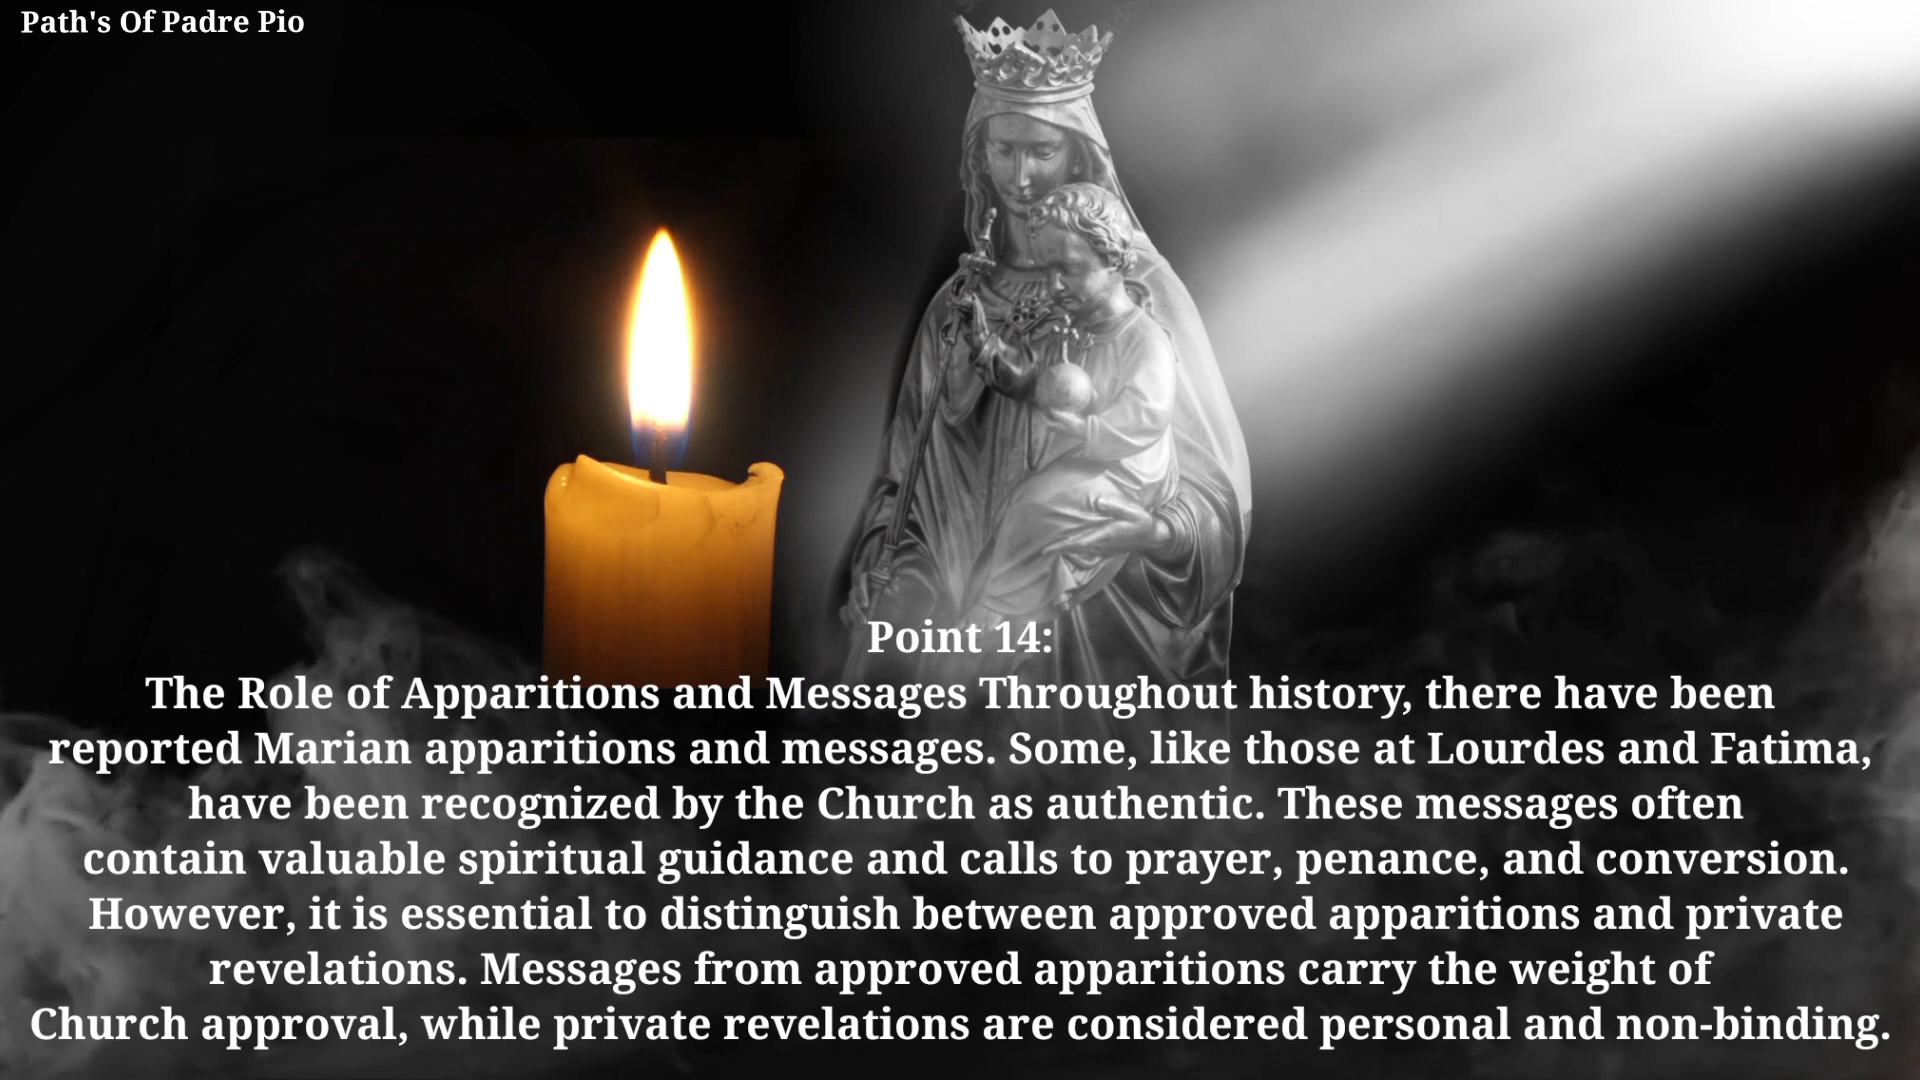 Path's Of Padre Pio
Point 14:
The Role of Apparitions and Messages Throughout history, there have been
reported Marian apparitions and messages. Some, like those at Lourdes and Fatima,
have been recognized by the Church as authentic. These messages often
contain valuable spiritual guidance and calls to prayer, penance, and conversion.
However, it is essential to distinguish between approved apparitions and private
revelations. Messages from approved apparitions carry the weight of
Church approval, while private revelations are considered personal and non-binding.